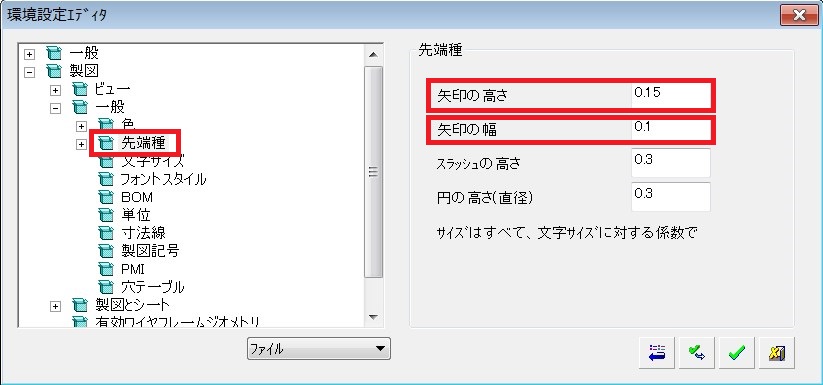 環境設定ｴﾃﾞｨﾀ
一般
製図
ビュー
一般
色
先端種
文字サイズ
フォントスタイル
BOM
単位
寸法線
製図記号
PMI
穴テーブル
製図とシート
有効ワイヤフレームジオメトリ
ファイル
先端種
矢印の高さ 0.15
矢印の幅 0.1
スラッシュの高さ 0.3
円の高さ(直径) 0.3
サイズはすべて、文字サイズに対する係数で